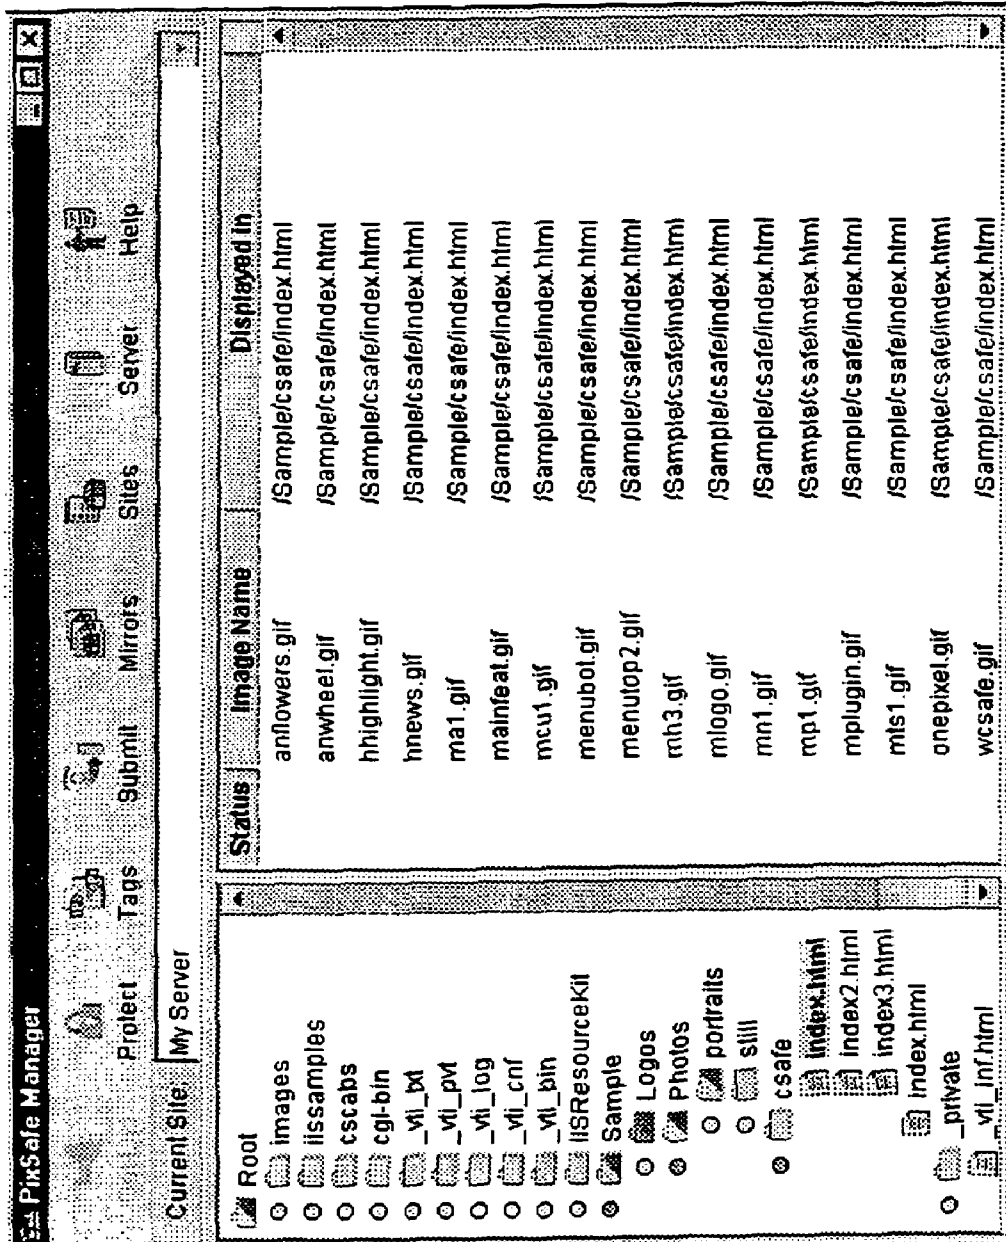 PixSafe Manager
Protect Tags Submit Mirrors Sites Server Help
Current Site: My Server
Root
images
iissamples
cscabs
cgi-bin
_vti_txt
_vti_pvt
_vti_log
_vti_cnf
_vti_bin
IISResourceKit
Sample
Logos
Photos
portraits
still
csafe
index.html
index2.html
index3.html
index.html
_private
_vti_inf.html
Status Image Name Displayed In
anflowers.gif /Sample/csafe/index.html
anwheel.gif /Sample/csafe/index.html
hhighlight.gif /Sample/csafe/index.html
hnews.gif /Sample/csafe/index.html
ma1.gif /Sample/csafe/index.html
mainfeat.gif /Sample/csafe/index.html
mcu1.gif /Sample/csafe/index.html
menubot.gif /Sample/csafe/index.html
menutop2.gif /Sample/csafe/index.html
mh3.gif /Sample/csafe/index.html
mlogo.gif /Sample/csafe/index.html
mn1.gif /Sample/csafe/index.html
mp1.gif /Sample/csafe/index.html
mplugin.gif /Sample/csafe/index.html
mts1.gif /Sample/csafe/index.html
onepixel.gif /Sample/csafe/index.html
wcsafe.gif /Sample/csafe/index.html